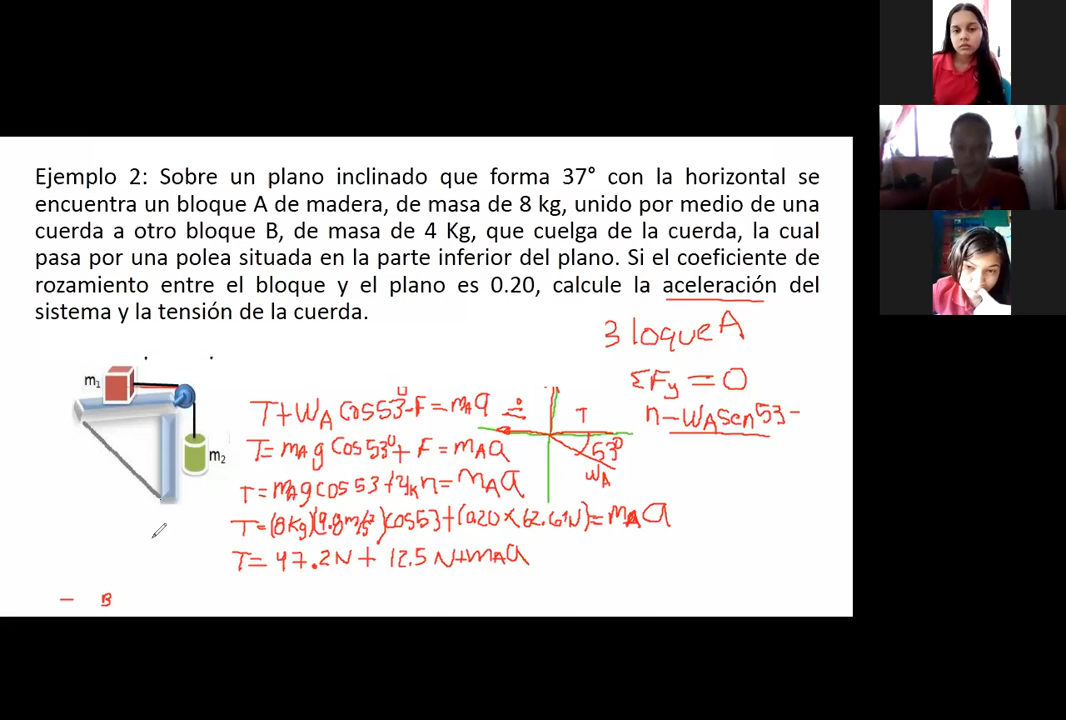 Ejemplo 2: Sobre un plano inclinado que forma 37° con la horizontal se
encuentra un bloque A de madera, de masa de 8 kg, unido por medio de una
cuerda a otro bloque B, de masa de 4 Kg, que cuelga de la cuerda, la cual
pasa por una polea situada en la parte inferior del plano. Si el coeficiente de
rozamiento entre el bloque y el plano es 0.20, calcule la aceleración del
sistema y la tensión de la cuerda.
Bloque A
ΣFy = 0
n-WAsen53-
m1
m2
T+WA Cos53°-F=mAa
T
T= mAg Cos53°+ F = mAa
53°
WA
T=mAgcos53+μkn=mAa
T=(8kg)(9.8m/s²)cos53+(0.20×62.61N)=mAa
T= 47.2N + 12.5N+mAa
- B